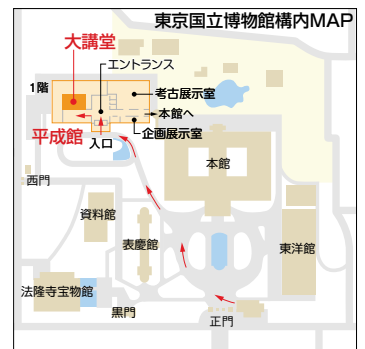 東京国立博物館構内MAP
大講堂
エントランス
1階
考古展示室
本館へ
企画展示室
平成館
入口
本館
西門
資料館
表慶館
東洋館
法隆寺宝物館
黒門
正門